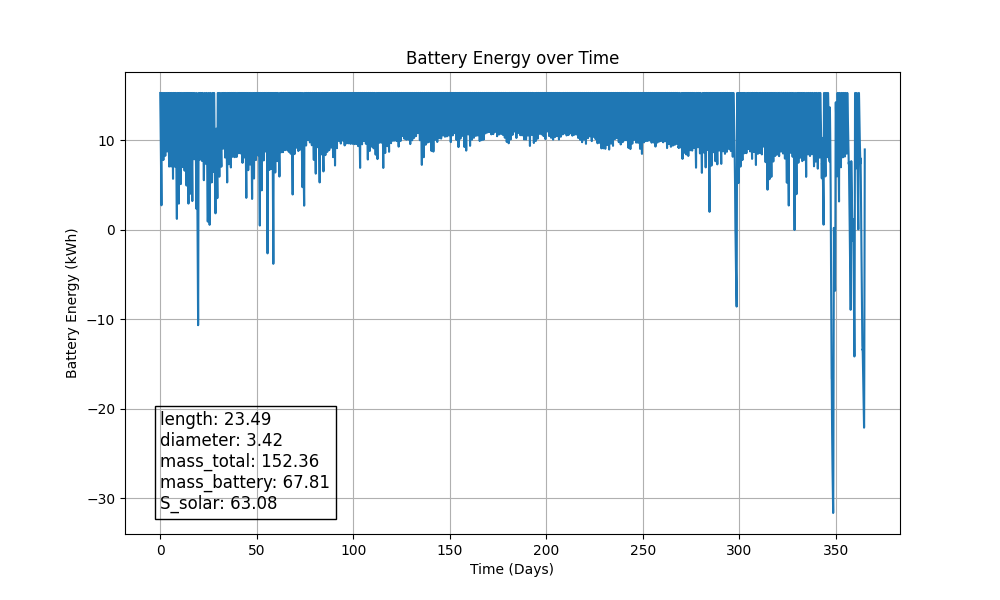 Battery Energy over Time
Battery Energy (kWh)
10
0
−10
−20
−30
length: 23.49
diameter: 3.42
mass_total: 152.36
mass_battery: 67.81
S_solar: 63.08
0 50 100 150 200 250 300 350
Time (Days)